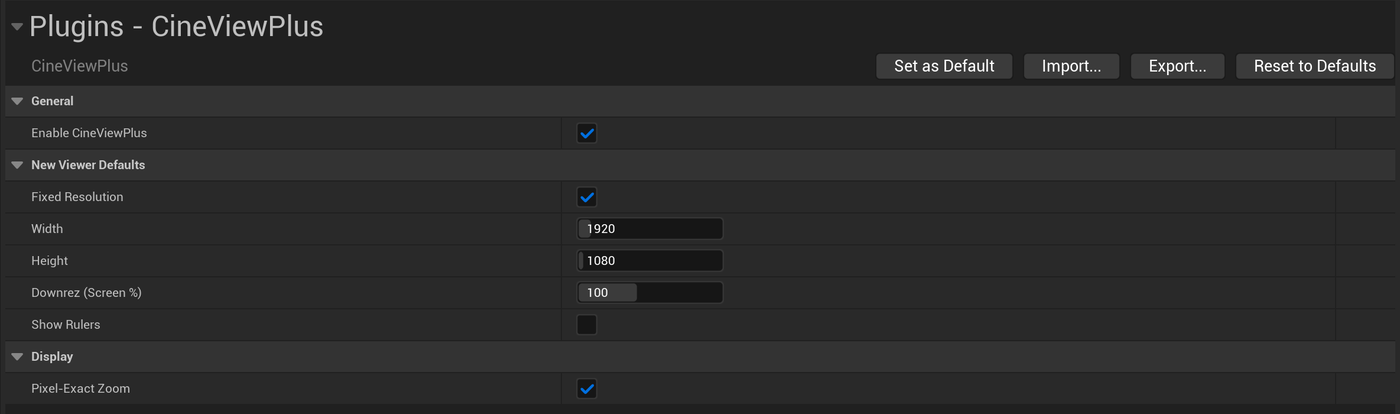 Plugins - CineViewPlus
CineViewPlus Set as Default Import... Export... Reset to Defaults
General
Enable CineViewPlus
New Viewer Defaults
Fixed Resolution
Width 1920
Height 1080
Downrez (Screen %) 100
Show Rulers
Display
Pixel-Exact Zoom